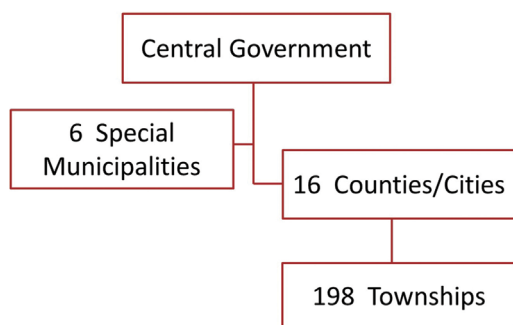 Central Government
6 Special
Municipalities
16 Counties/Cities
198 Townships